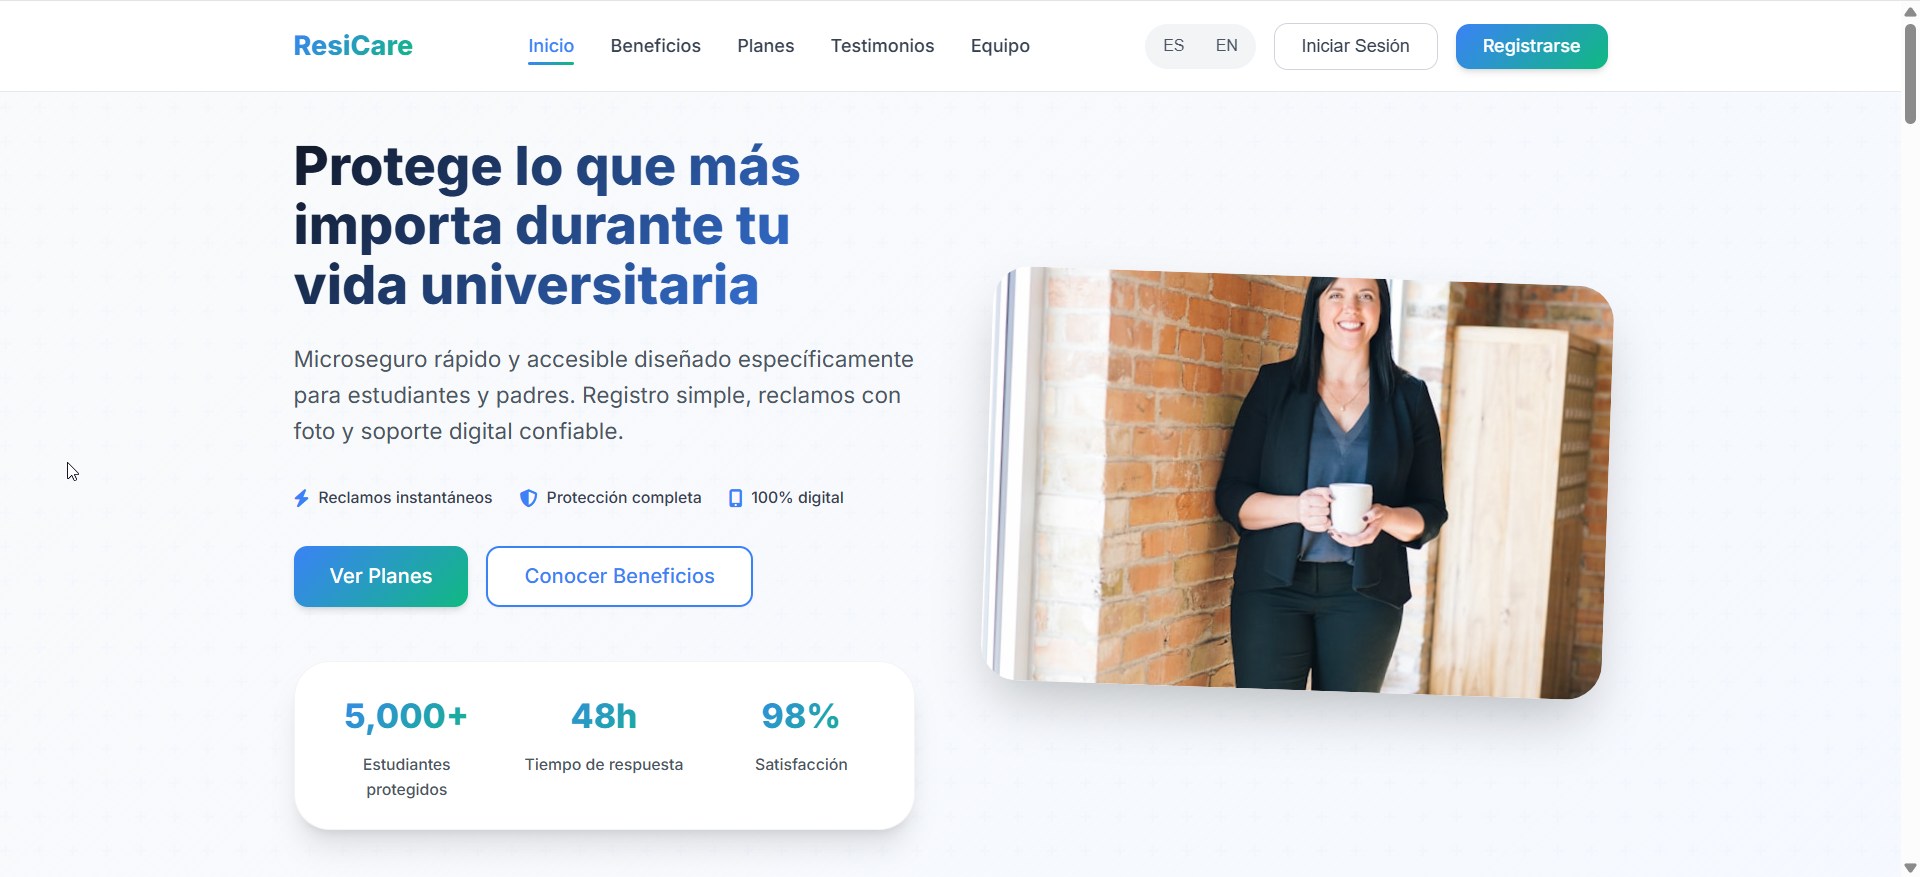 ResiCare
Inicio
Beneficios
Planes
Testimonios
Equipo
ES
EN
Iniciar Sesión
Registrarse
Protege lo que más
importa durante tu
vida universitaria
Microseguro rápido y accesible diseñado específicamente
para estudiantes y padres. Registro simple, reclamos con
foto y soporte digital confiable.
Reclamos instantáneos
Protección completa
100% digital
Ver Planes
Conocer Beneficios
5,000+
Estudiantes
protegidos
48h
Tiempo de respuesta
98%
Satisfacción